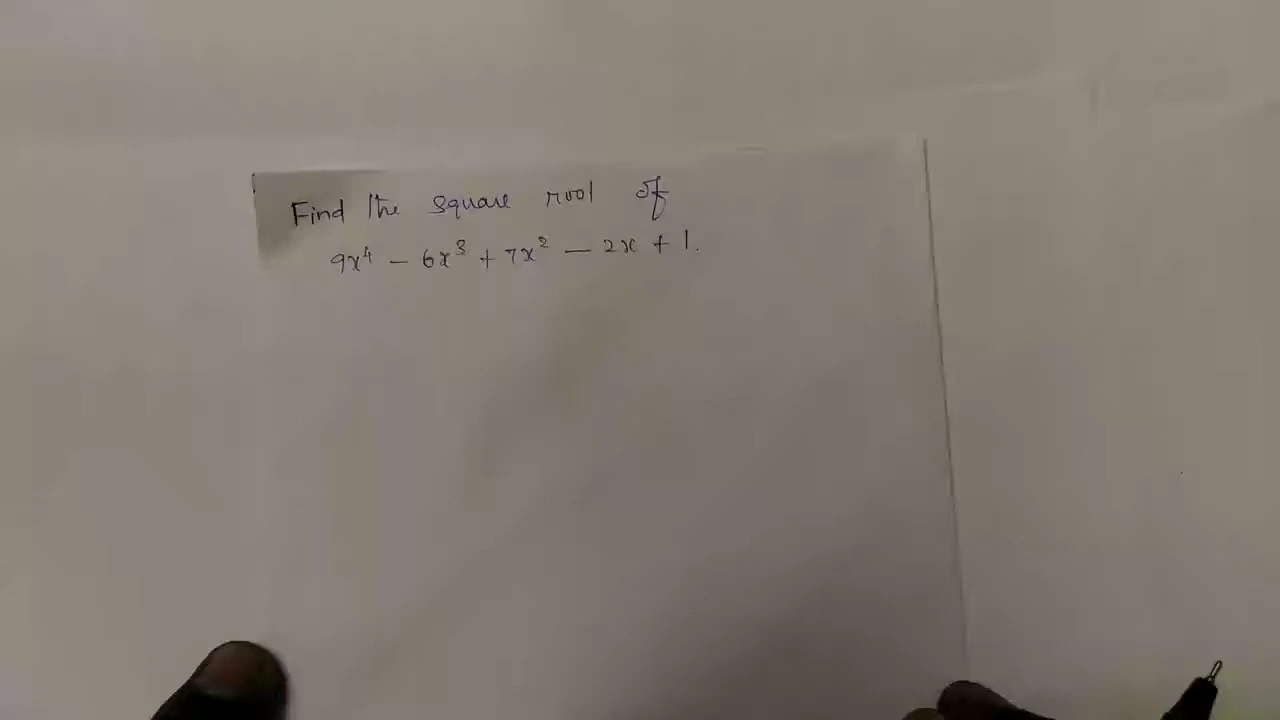 Find the square root of
9x⁴ - 6x³ + 7x² - 2x + 1.